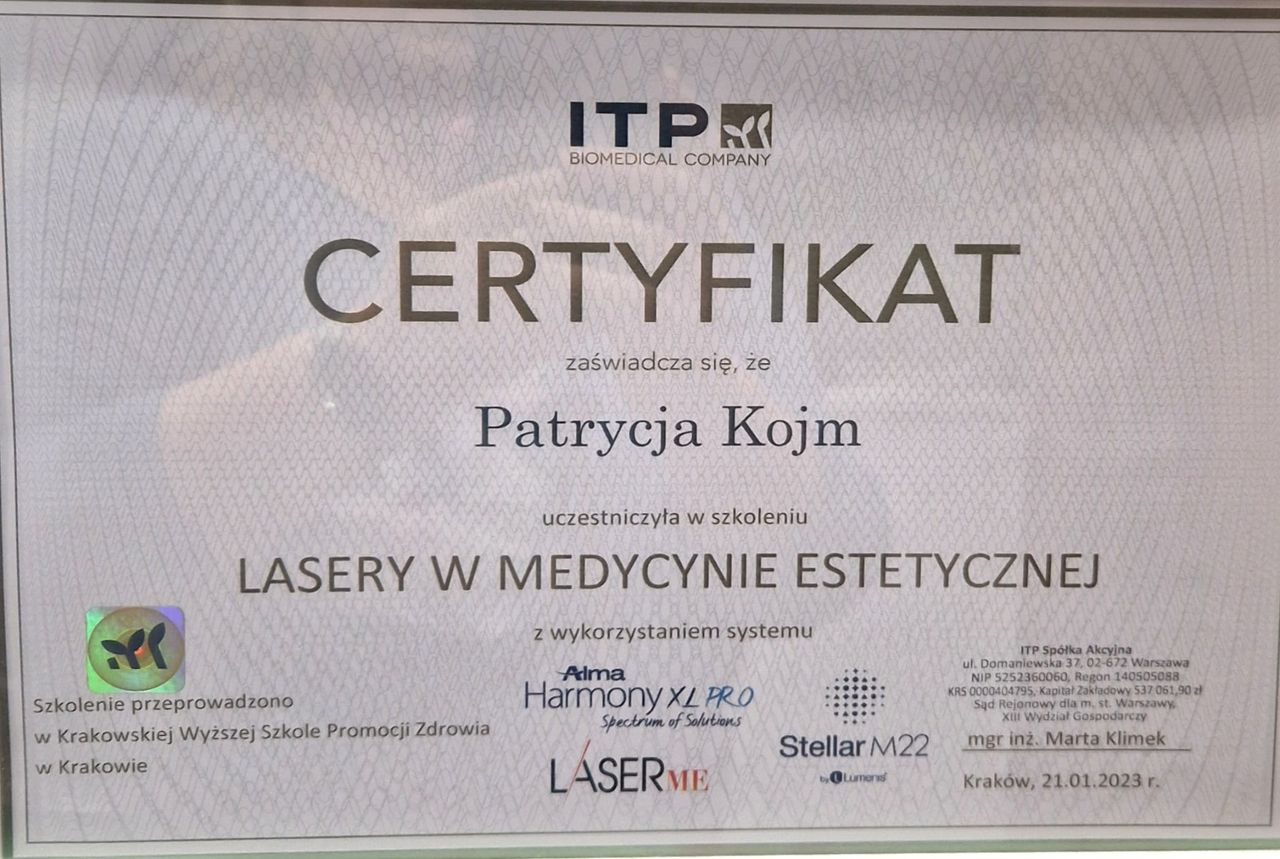 ITP
BIOMEDICAL COMPANY
CERTYFIKAT
zaświadcza się, że
Patrycja Kojm
uczestniczyła w szkoleniu
LASERY W MEDYCYNIE ESTETYCZNEJ
z wykorzystaniem systemu
Szkolenie przeprowadzono
w Krakowskiej Wyższej Szkole Promocji Zdrowia
w Krakowie
Alma
Harmony XL PRO
Spectrum of Solutions
LASER ME
Stellar M22
by Lumenis
ITP Spółka Akcyjna
ul. Domaniewska 37, 02-672 Warszawa
NIP 5252360060, Regon 140505088
KRS 0000404795, Kapitał Zakładowy 537 061,90 zł
Sąd Rejonowy dla m. st. Warszawy,
XIII Wydział Gospodarczy
mgr inż. Marta Klimek
Kraków, 21.01.2023 r.